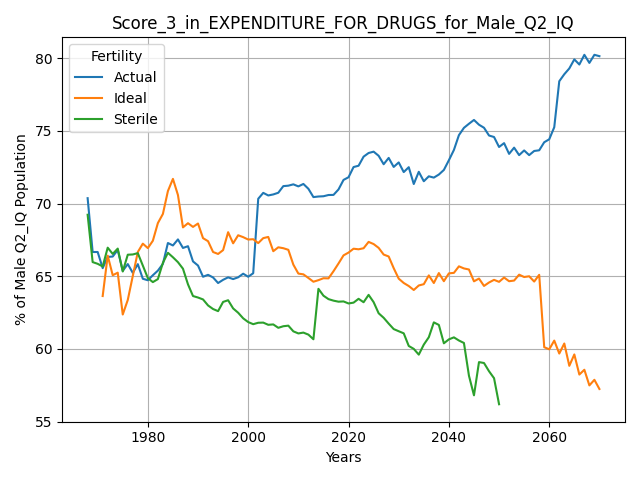 Score_3_in_EXPENDITURE_FOR_DRUGS_for_Male_Q2_IQ
Fertility
Actual
Ideal
Sterile
% of Male Q2_IQ Population
80
75
70
65
60
55
1980
2000
2020
2040
2060
Years